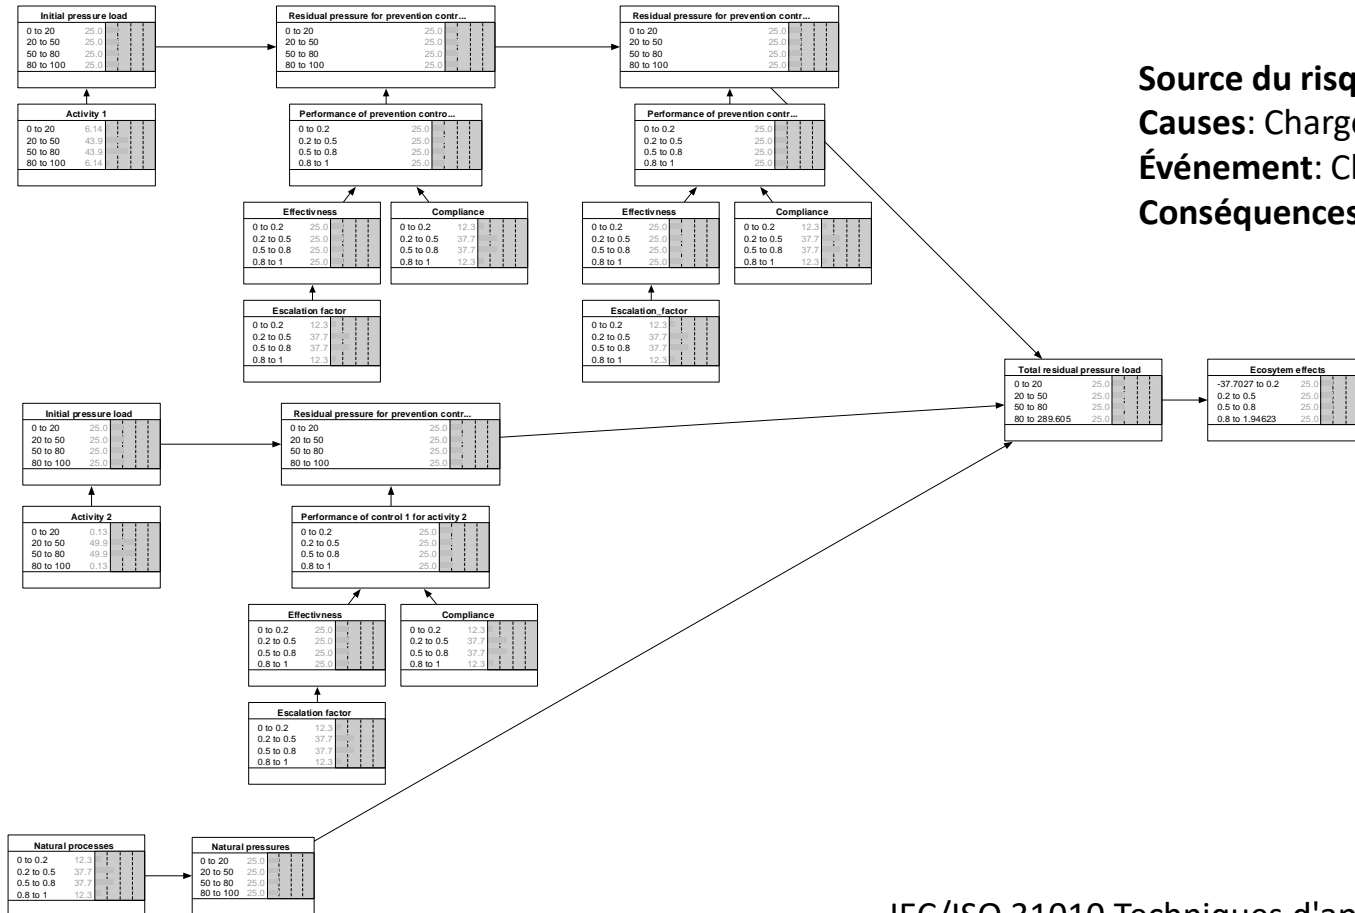 Initial pressure load
0 to 20 25.0
20 to 50 25.0
50 to 80 25.0
80 to 100 25.0
Residual pressure for prevention contr...
0 to 20 25.0
20 to 50 25.0
50 to 80 25.0
80 to 100 25.0
Residual pressure for prevention contr...
0 to 20 25.0
20 to 50 25.0
50 to 80 25.0
80 to 100 25.0
Source du risq
Causes: Charg
Événement: C
Conséquences
Activity 1
0 to 20 6.14
20 to 50 43.9
50 to 80 43.9
80 to 100 6.14
Performance of prevention contro...
0 to 0.2 25.0
0.2 to 0.5 25.0
0.5 to 0.8 25.0
0.8 to 1 25.0
Performance of prevention contr...
0 to 0.2 25.0
0.2 to 0.5 25.0
0.5 to 0.8 25.0
0.8 to 1 25.0
Effectivness
0 to 0.2 25.0
0.2 to 0.5 25.0
0.5 to 0.8 25.0
0.8 to 1 25.0
Compliance
0 to 0.2 12.3
0.2 to 0.5 37.7
0.5 to 0.8 37.7
0.8 to 1 12.3
Effectivness
0 to 0.2 25.0
0.2 to 0.5 25.0
0.5 to 0.8 25.0
0.8 to 1 25.0
Compliance
0 to 0.2 12.3
0.2 to 0.5 37.7
0.5 to 0.8 37.7
0.8 to 1 12.3
Escalation factor
0 to 0.2 12.3
0.2 to 0.5 37.7
0.5 to 0.8 37.7
0.8 to 1 12.3
Escalation_factor
0 to 0.2 12.3
0.2 to 0.5 37.7
0.5 to 0.8 37.7
0.8 to 1 12.3
Total residual pressure load
0 to 20 25.0
20 to 50 25.0
50 to 80 25.0
80 to 289.605 25.0
Ecosytem effects
-37.7027 to 0.2 25.0
0.2 to 0.5 25.0
0.5 to 0.8 25.0
0.8 to 1.94623 25.0
Initial pressure load
0 to 20 25.0
20 to 50 25.0
50 to 80 25.0
80 to 100 25.0
Residual pressure for prevention contr...
0 to 20 25.0
20 to 50 25.0
50 to 80 25.0
80 to 100 25.0
Activity 2
0 to 20 0.13
20 to 50 49.9
50 to 80 49.9
80 to 100 0.13
Performance of control 1 for activity 2
0 to 0.2 25.0
0.2 to 0.5 25.0
0.5 to 0.8 25.0
0.8 to 1 25.0
Effectivness
0 to 0.2 25.0
0.2 to 0.5 25.0
0.5 to 0.8 25.0
0.8 to 1 25.0
Compliance
0 to 0.2 12.3
0.2 to 0.5 37.7
0.5 to 0.8 37.7
0.8 to 1 12.3
Escalation factor
0 to 0.2 12.3
0.2 to 0.5 37.7
0.5 to 0.8 37.7
0.8 to 1 12.3
Natural processes
0 to 0.2 12.3
0.2 to 0.5 37.7
0.5 to 0.8 37.7
0.8 to 1 12.3
Natural pressures
0 to 20 25.0
20 to 50 25.0
50 to 80 25.0
80 to 100 25.0
IEC/ISO 31010 Techniques d'ap